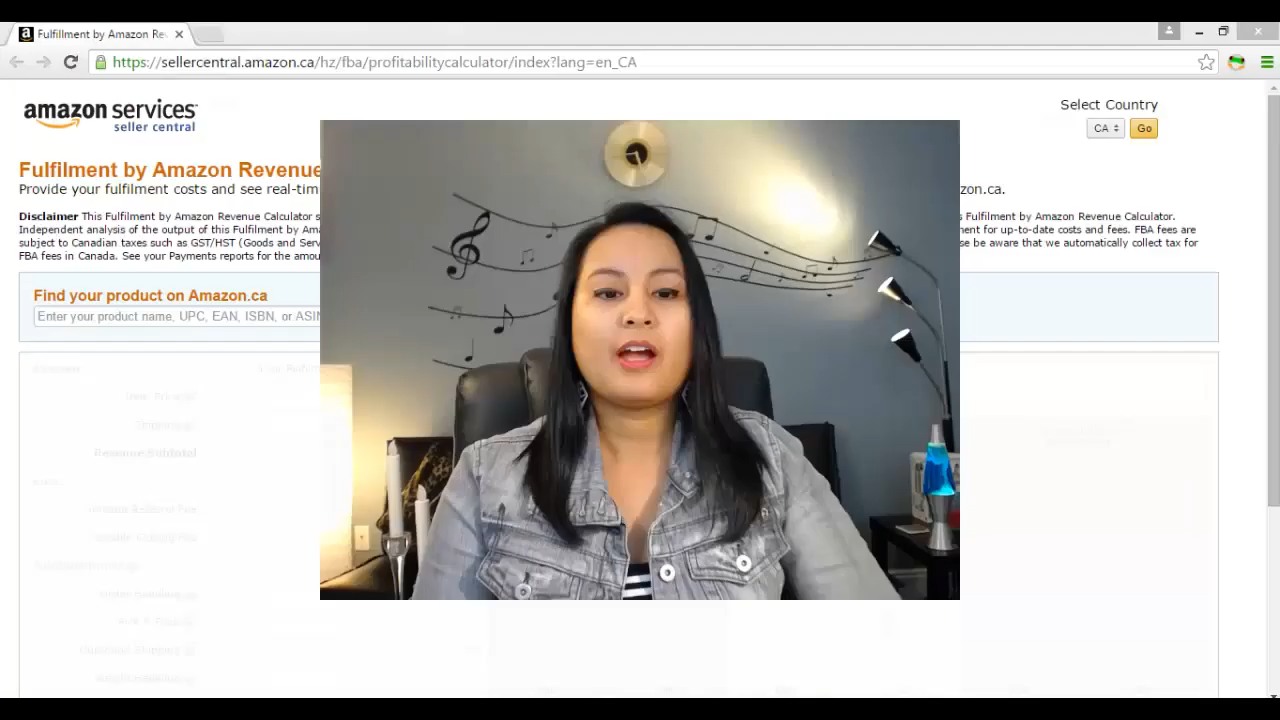 Fulfillment by Amazon Re
https://sellercentral.amazon.ca/hz/fba/profitabilitycalculator/index?lang=en_CA
amazon services
seller central
Select Country
CA
Go
Fulfilment by Amazon Revenue
Provide your fulfilment costs and see real-tim
zon.ca.
Disclaimer This Fulfilment by Amazon Revenue Calculator s
Fulfilment by Amazon Revenue Calculator.
Independent analysis of the output of this Fulfilment by Ama
ment for up-to-date costs and fees. FBA fees are
subject to Canadian taxes such as GST/HST (Goods and Serv
se be aware that we automatically collect tax for
FBA fees in Canada. See your Payments reports for the amou
Find your product on Amazon.ca
Enter your product name, UPC, EAN, ISBN, or ASIN
Revenue Subtotal